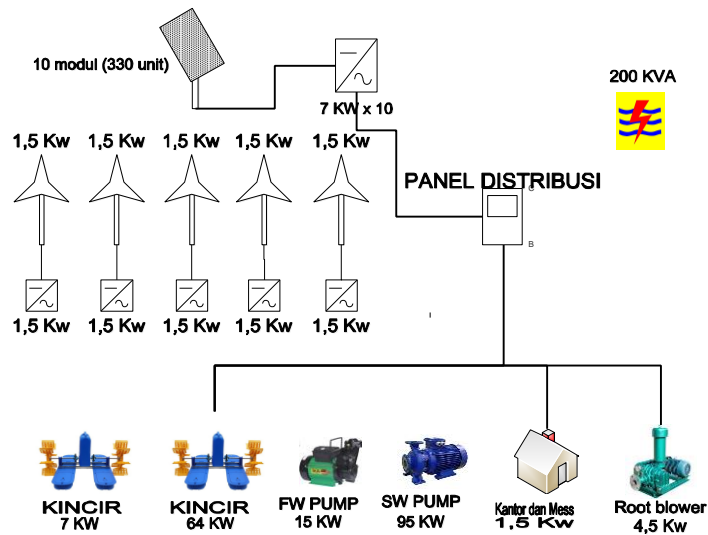 200 KVA
10 modul (330 unit)
7 KW x 10
1,5 Kw 1,5 Kw 1,5 Kw 1,5 Kw 1,5 Kw
PANEL DISTRIBUSI
C
B
1,5 Kw 1,5 Kw 1,5 Kw 1,5 Kw 1,5 Kw
I
KINCIR
7 KW
KINCIR
64 KW
FW PUMP
15 KW
SW PUMP
95 KW
Kantor dan Mess
1,5 Kw
Root blower
4,5 Kw